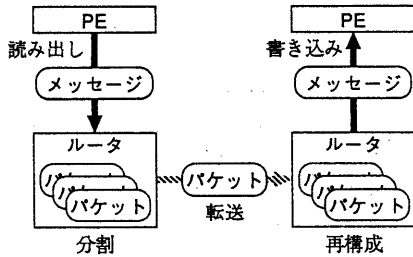 PE
PE
読み出し
書き込み
メッセージ
メッセージ
ルータ
ルータ
パケット
パケット
パケット
転送
分割
再構成